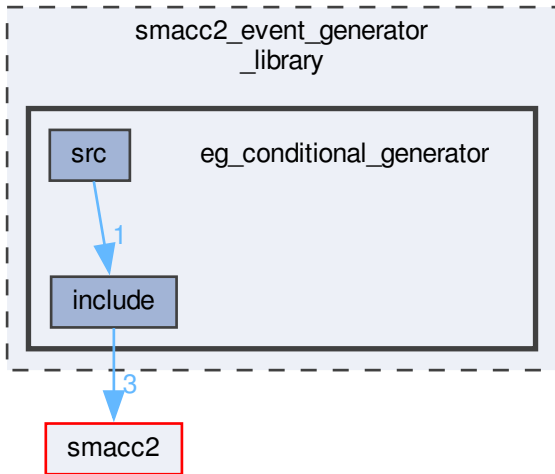 smacc2_event_generator
_library
src
eg_conditional_generator
1
include
3
smacc2